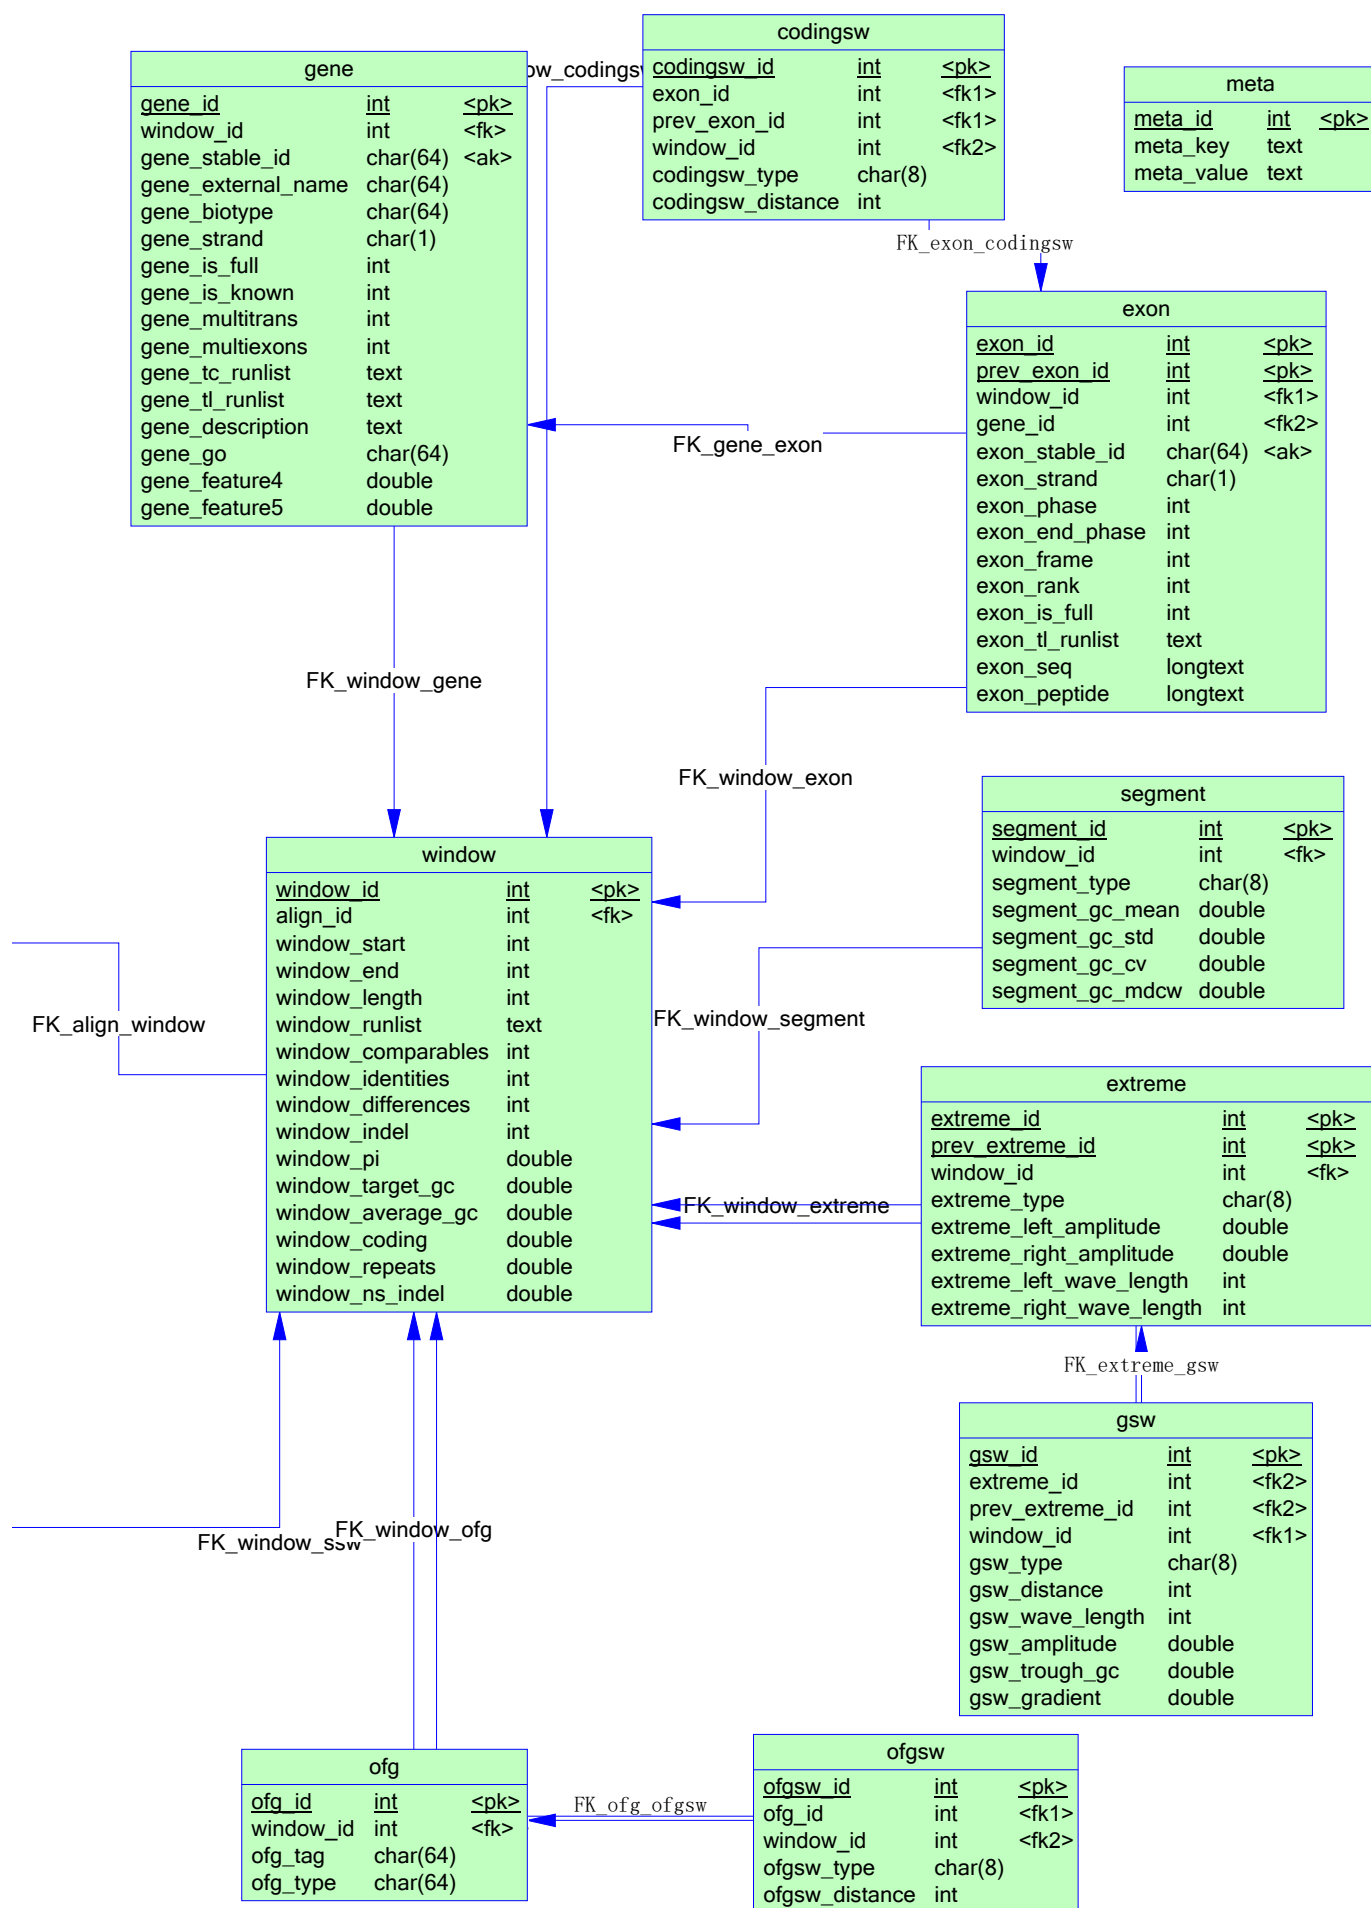 codingsw
codingsw_id int <pk>
exon_id int <fk1>
prev_exon_id int <fk1>
window_id int <fk2>
codingsw_type char(8)
codingsw_distance int
gene
gene_id int <pk>
window_id int <fk>
gene_stable_id char(64) <ak>
gene_external_name char(64)
gene_biotype char(64)
gene_strand char(1)
gene_is_full int
gene_is_known int
gene_multitrans int
gene_multiexons int
gene_tc_runlist text
gene_tl_runlist text
gene_description text
gene_go char(64)
gene_feature4 double
gene_feature5 double
ow_codingsw
meta
meta_id int <pk>
meta_key text
meta_value text
FK_exon_codingsw
exon
exon_id int <pk>
prev_exon_id int <pk>
window_id int <fk1>
gene_id int <fk2>
exon_stable_id char(64) <ak>
exon_strand char(1)
exon_phase int
exon_end_phase int
exon_frame int
exon_rank int
exon_is_full int
exon_tl_runlist text
exon_seq longtext
exon_peptide longtext
FK_gene_exon
FK_window_gene
FK_window_exon
segment
segment_id int <pk>
window_id int <fk>
segment_type char(8)
segment_gc_mean double
segment_gc_std double
segment_gc_cv double
segment_gc_mdcw double
window
window_id int <pk>
align_id int <fk>
window_start int
window_end int
window_length int
window_runlist text
window_comparables int
window_identities int
window_differences int
window_indel int
window_pi double
window_target_gc double
window_average_gc double
window_coding double
window_repeats double
window_ns_indel double
FK_align_window
FK_window_segment
extreme
extreme_id int <pk>
prev_extreme_id int <pk>
window_id int <fk>
extreme_type char(8)
extreme_left_amplitude double
extreme_right_amplitude double
extreme_left_wave_length int
extreme_right_wave_length int
FK_window_extreme
FK_extreme_gsw
gsw
gsw_id int <pk>
extreme_id int <fk2>
prev_extreme_id int <fk2>
window_id int <fk1>
gsw_type char(8)
gsw_distance int
gsw_wave_length int
gsw_amplitude double
gsw_trough_gc double
gsw_gradient double
FK_window_ssw
FK_window_ofg
ofg
ofg_id int <pk>
window_id int <fk>
ofg_tag char(64)
ofg_type char(64)
FK_ofg_ofgsw
ofgsw
ofgsw_id int <pk>
ofg_id int <fk1>
window_id int <fk2>
ofgsw_type char(8)
ofgsw_distance int